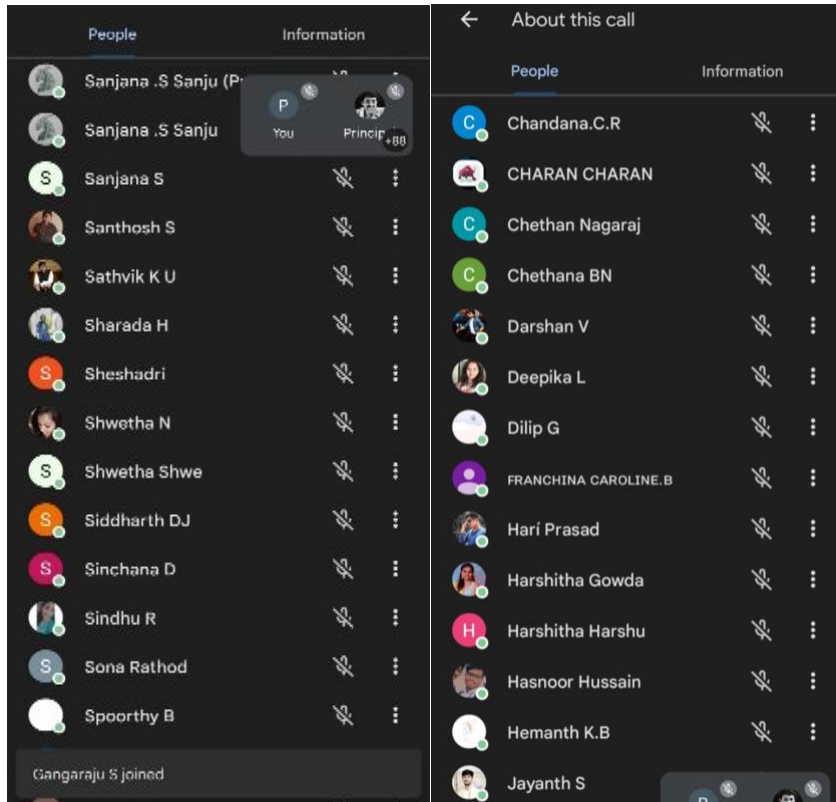 People Information
Sanjana .S Sanju (P
Sanjana .S Sanju
P
You Princip
+88
S Sanjana S
Santhosh S
Sathvik K U
Sharada H
S Sheshadri
Shwetha N
S Shwetha Shwe
S Siddharth DJ
S Sinchana D
Sindhu R
S Sona Rathod
Spoorthy B
Gangaraju S joined
About this call
People Information
C Chandana.C.R
CHARAN CHARAN
C Chethan Nagaraj
C Chethana BN
Darshan V
Deepika L
Dilip G
FRANCHINA CAROLINE.B
Harí Prasad
Harshitha Gowda
H Harshitha Harshu
Hasnoor Hussain
Hemanth K.B
Jayanth S
P